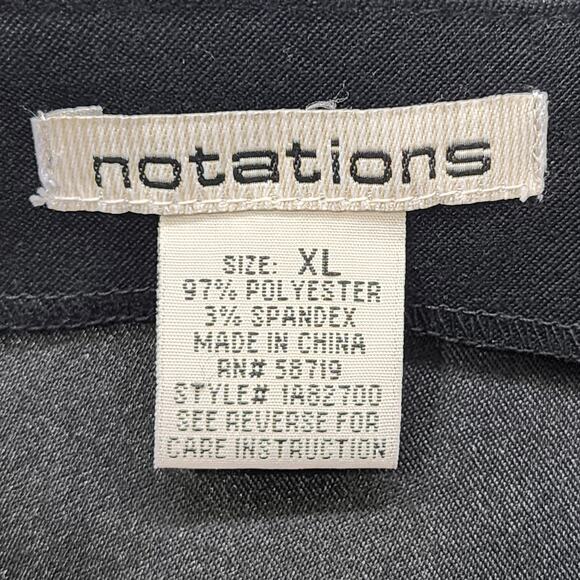 notations
SIZE: XL
97% POLYESTER
3% SPANDEX
MADE IN CHINA
RN# 58719
STYLE# 1A82700
SEE REVERSE FOR
CARE INSTRUCTION